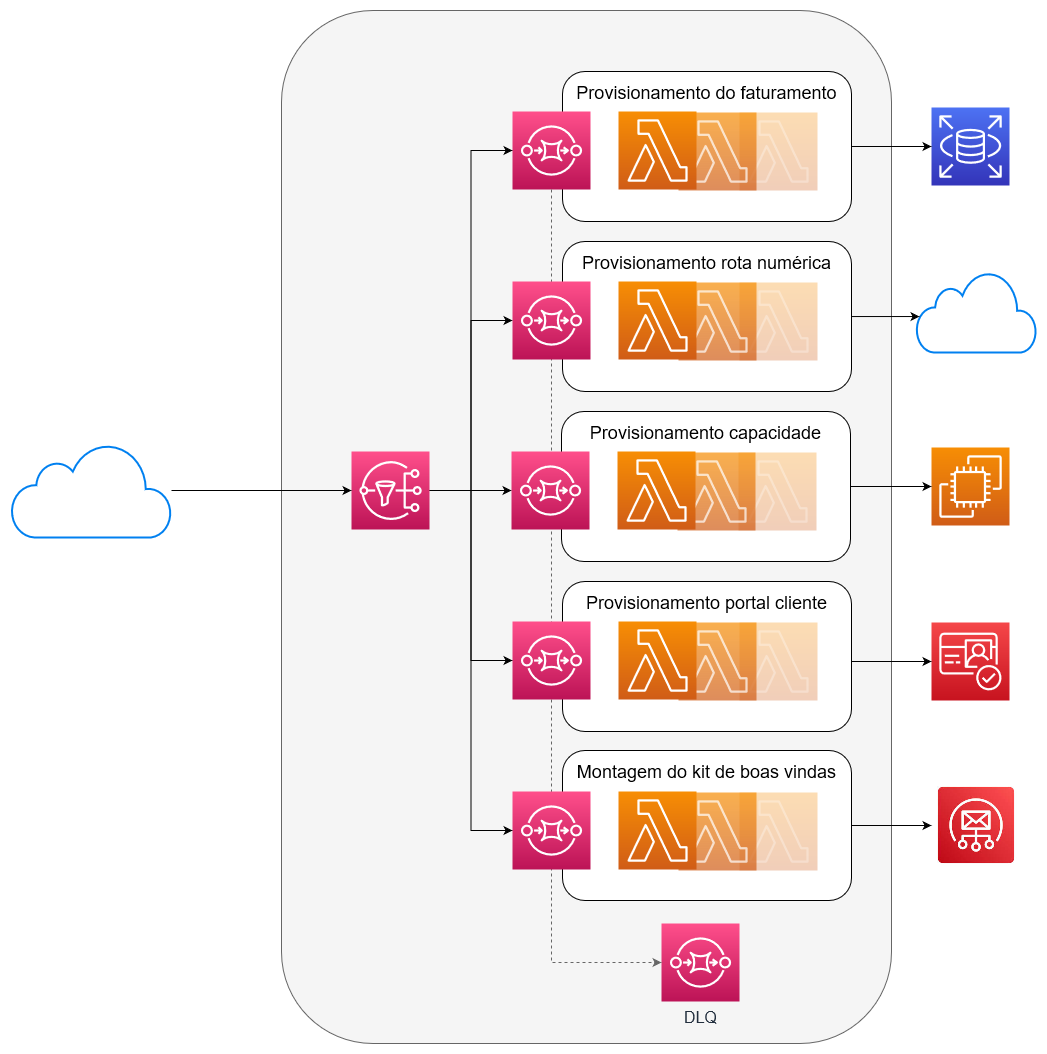 Provisionamento do faturamento
Provisionamento rota numérica
Provisionamento capacidade
Provisionamento portal cliente
Montagem do kit de boas vindas
DLQ